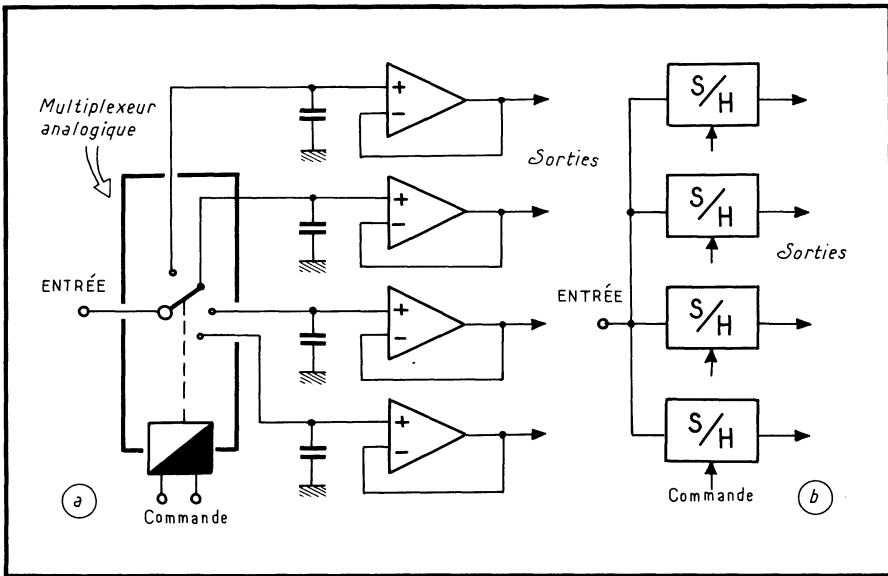 Multiplexeur
analogique
ENTRÉE
Commande
a
+
−
+
−
+
−
+
−
Sorties
S/H
S/H
S/H
S/H
ENTRÉE
Sorties
Commande
b